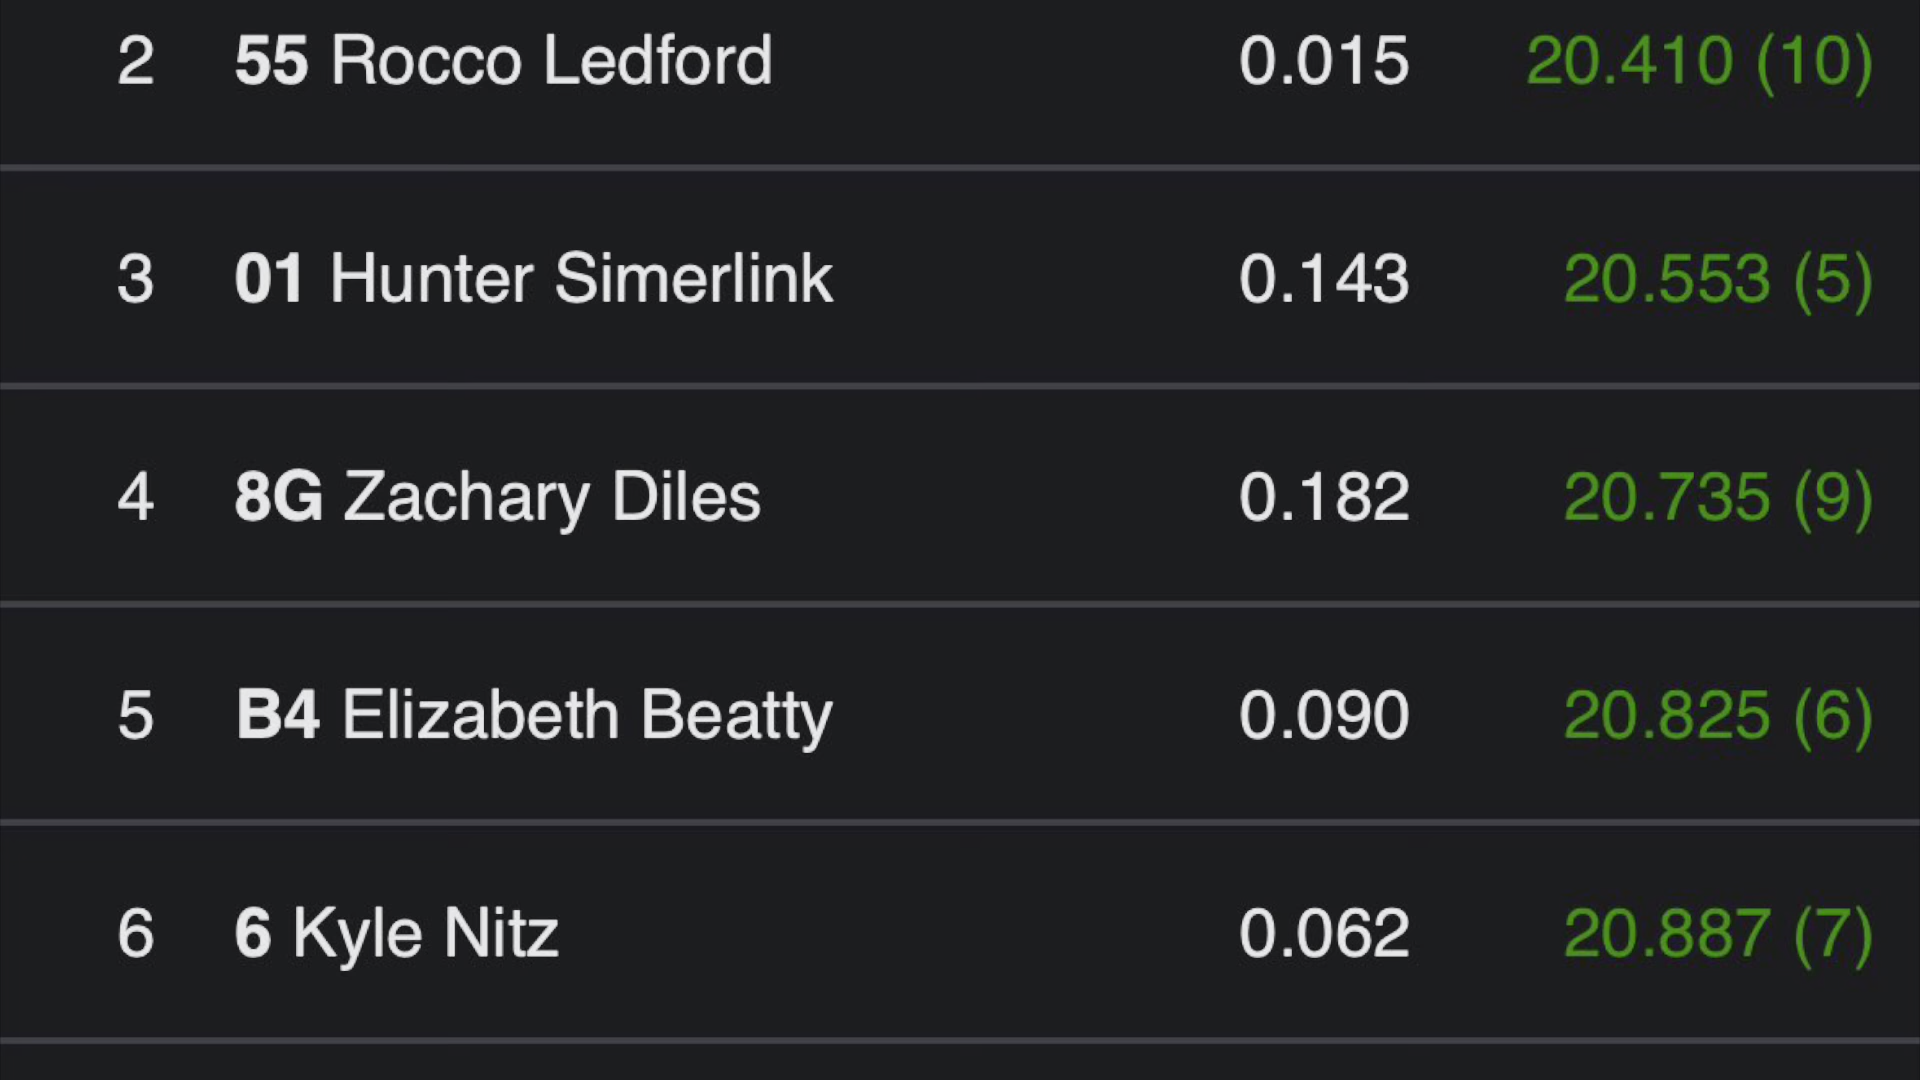 2 55 Rocco Ledford 0.015 20.410 (10)
3 01 Hunter Simerlink 0.143 20.553 (5)
4 8G Zachary Diles 0.182 20.735 (9)
5 B4 Elizabeth Beatty 0.090 20.825 (6)
6 6 Kyle Nitz 0.062 20.887 (7)